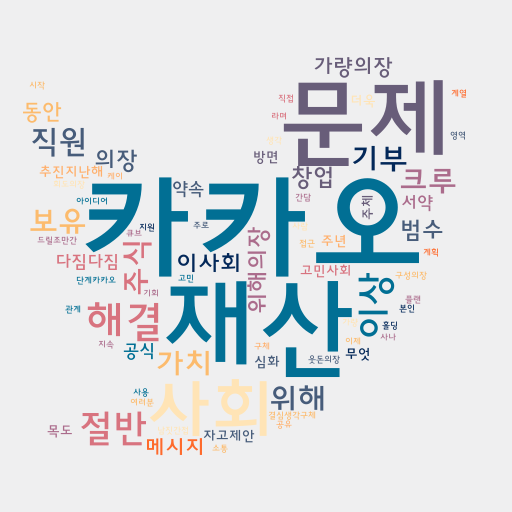 시작
가량의장
문제
직접
계열
동안
라며
영역
직원
의장
방면
기부
추진지난해
케이
창업
크루
카카오
약속
간담
주체
서약
아이디어
보유
큐브
지원
주로
범수
드릴조만간
주식
위해의장
접근
주년
계획
다짐다짐
이사회
고민사회
구성의장
단계카카오
고민
이상
기회
플랜
관계
재산
본인
해결
홀딩
지속
공식
구체
이제
사나
가치
심화
무엇
웃돈의장
사용
여러분
사회
위해
결심생각구체
절반
공유
목도
자고제안
메시지
소통